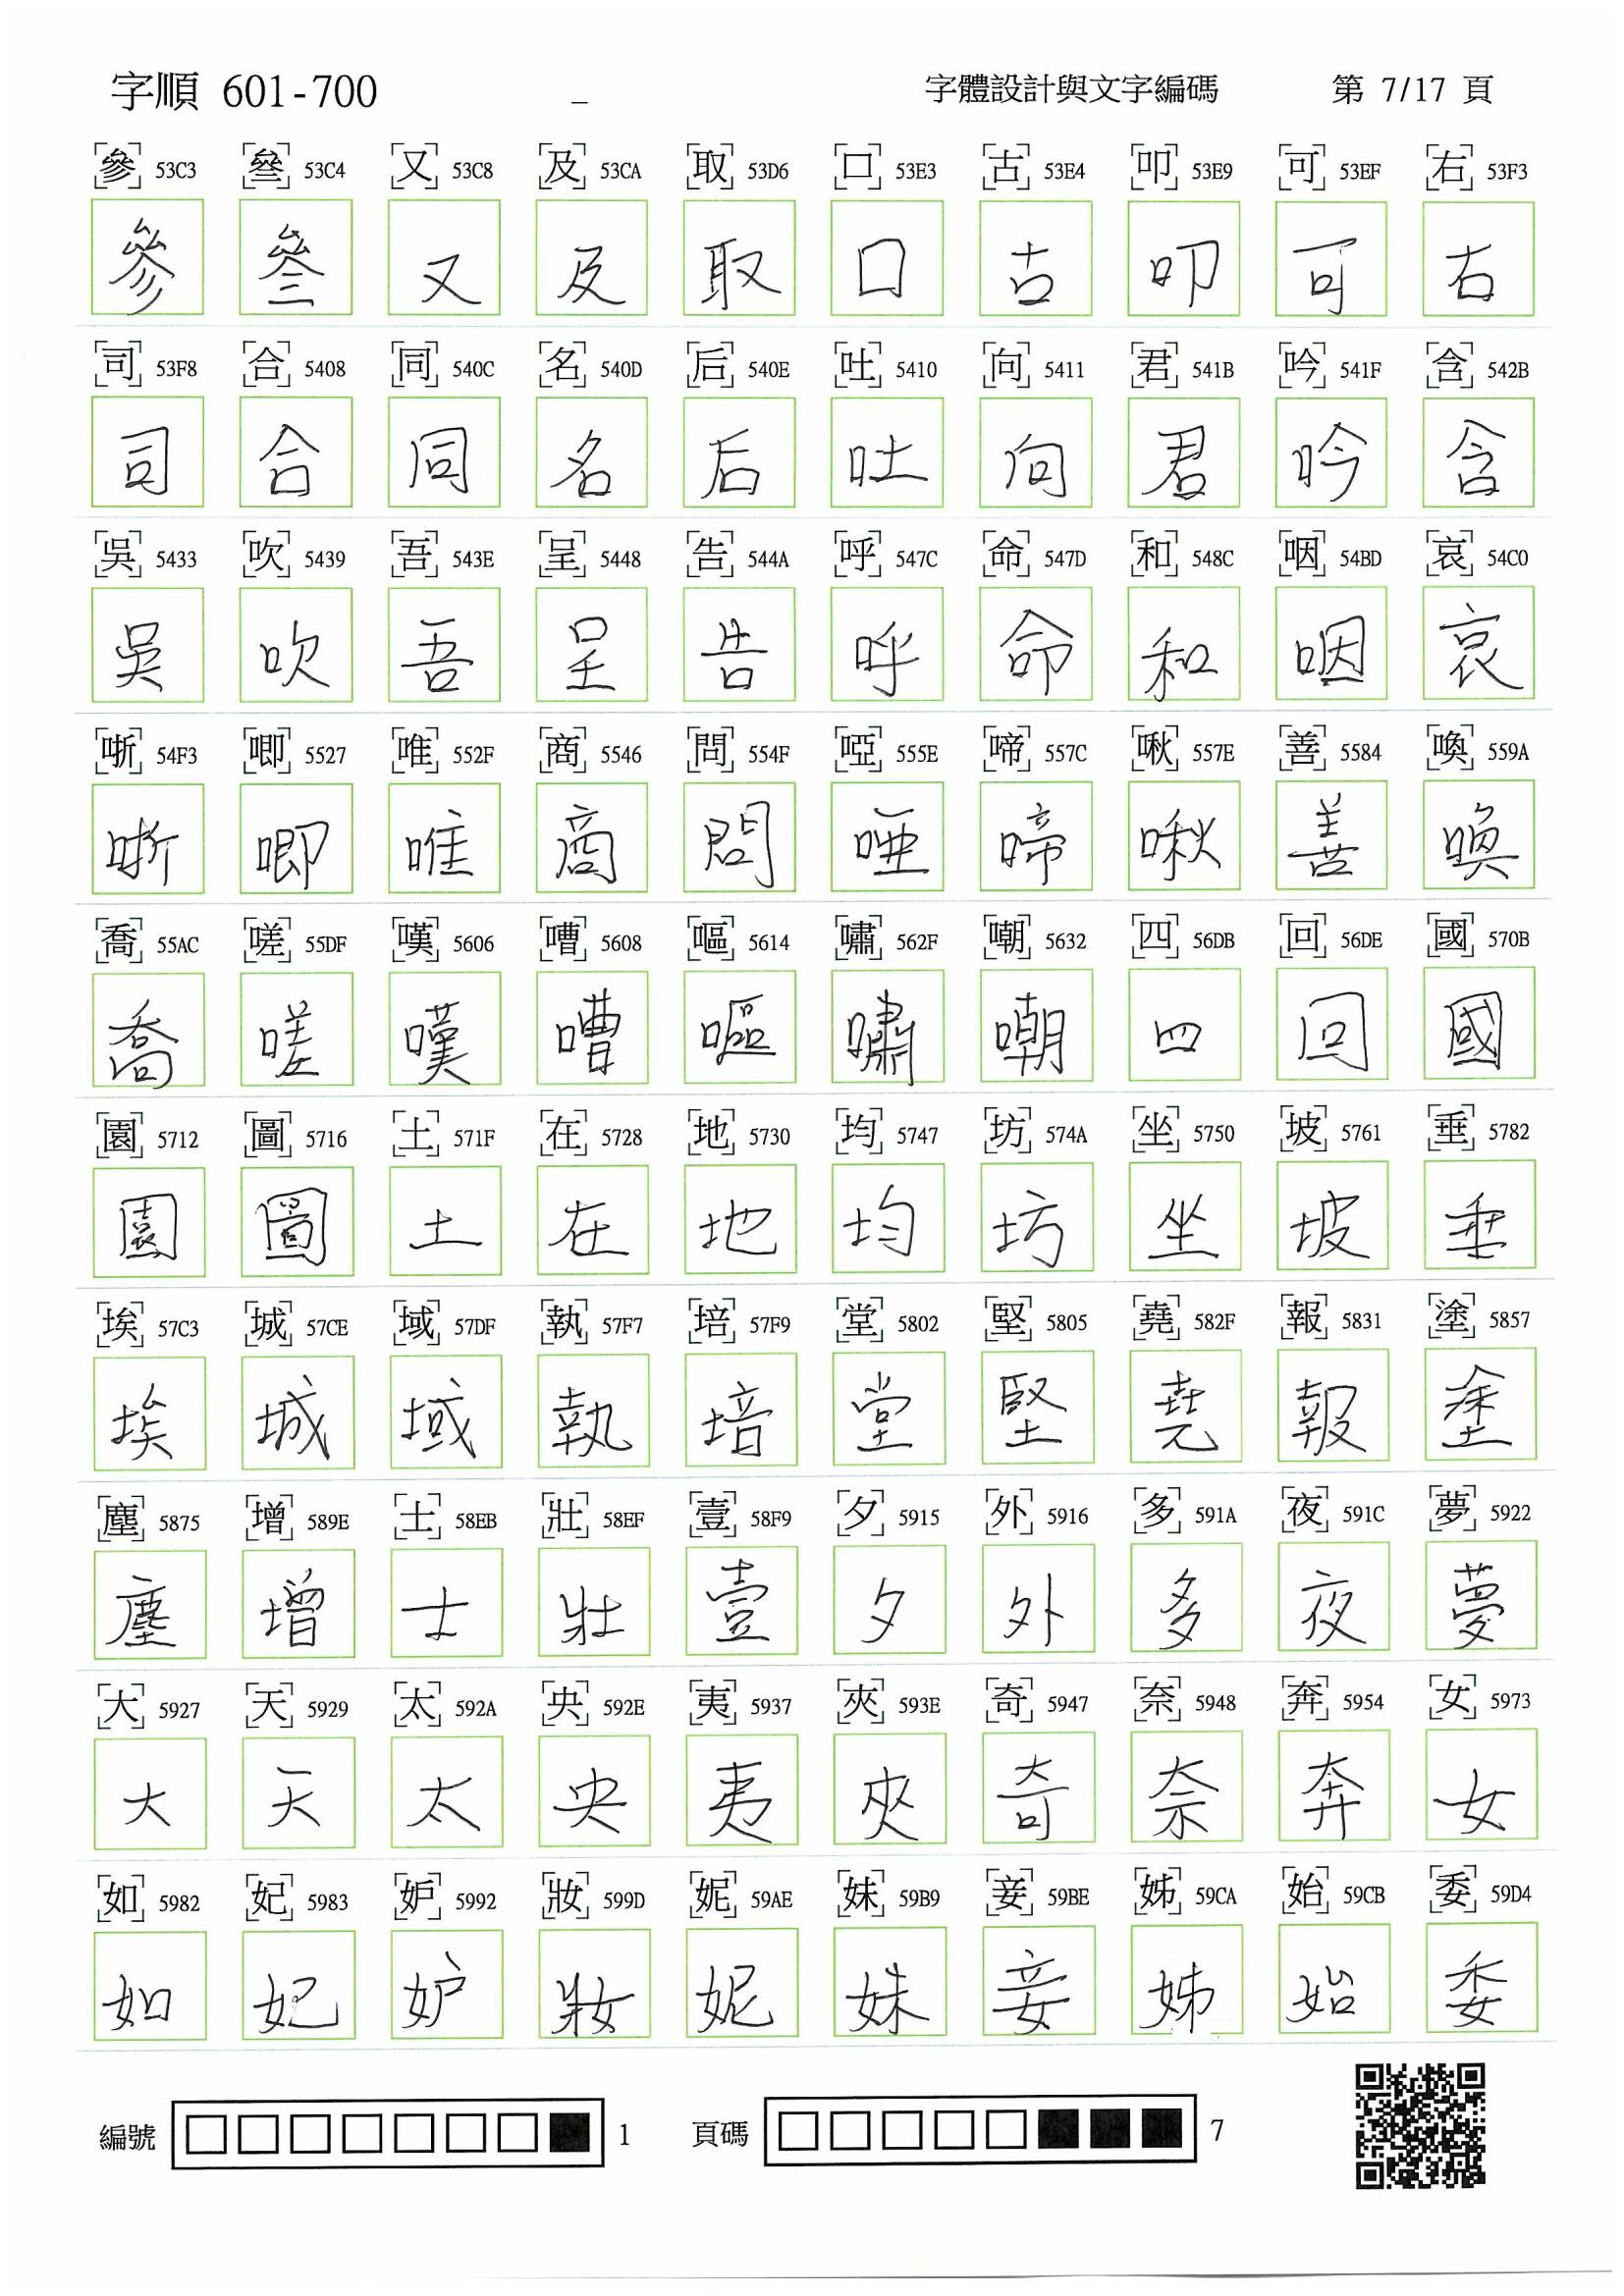 字順 601-700 _ 字體設計與文字編碼 第 7/17 頁
參 53C3 叄 53C4 又 53C8 及 53CA 取 53D6 口 53E3 古 53E4 叩 53E9 可 53EF 右 53F3
參 叄 又 及 取 口 古 叩 可 右
司 53F8 合 5408 同 540C 名 540D 后 540E 吐 5410 向 5411 君 541B 吟 541F 含 542B
司 合 同 名 后 吐 向 君 吟 含
吳 5433 吹 5439 吾 543E 呈 5448 告 544A 呼 547C 命 547D 和 548C 咽 54BD 哀 54C0
吳 吹 吾 呈 告 呼 命 和 咽 哀
哳 54F3 唧 5527 唯 552F 商 5546 問 554F 啞 555E 啼 557C 啾 557E 善 5584 喚 559A
哳 唧 唯 商 問 啞 啼 啾 善 喚
喬 55AC 嗟 55DF 嘆 5606 嘈 5608 嘔 5614 嘯 562F 嘲 5632 四 56DB 回 56DE 國 570B
喬 嗟 嘆 嘈 嘔 嘯 嘲 四 回 國
園 5712 圖 5716 土 571F 在 5728 地 5730 均 5747 坊 574A 坐 5750 坡 5761 垂 5782
園 圖 土 在 地 均 坊 坐 坡 垂
埃 57C3 城 57CE 域 57DF 執 57F7 培 57F9 堂 5802 堅 5805 堯 582F 報 5831 塗 5857
埃 城 域 執 培 堂 堅 堯 報 塗
塵 5875 增 589E 士 58EB 壯 58EF 壹 58F9 夕 5915 外 5916 多 591A 夜 591C 夢 5922
塵 增 士 壯 壹 夕 外 多 夜 夢
大 5927 天 5929 太 592A 央 592E 夷 5937 夾 593E 奇 5947 奈 5948 奔 5954 女 5973
大 天 太 央 夷 夾 奇 奈 奔 女
如 5982 妃 5983 妒 5992 妝 599D 妮 59AE 妹 59B9 妾 59BE 姊 59CA 始 59CB 委 59D4
如 妃 妒 妝 妮 妹 妾 姊 始 委
編號 1 頁碼 7